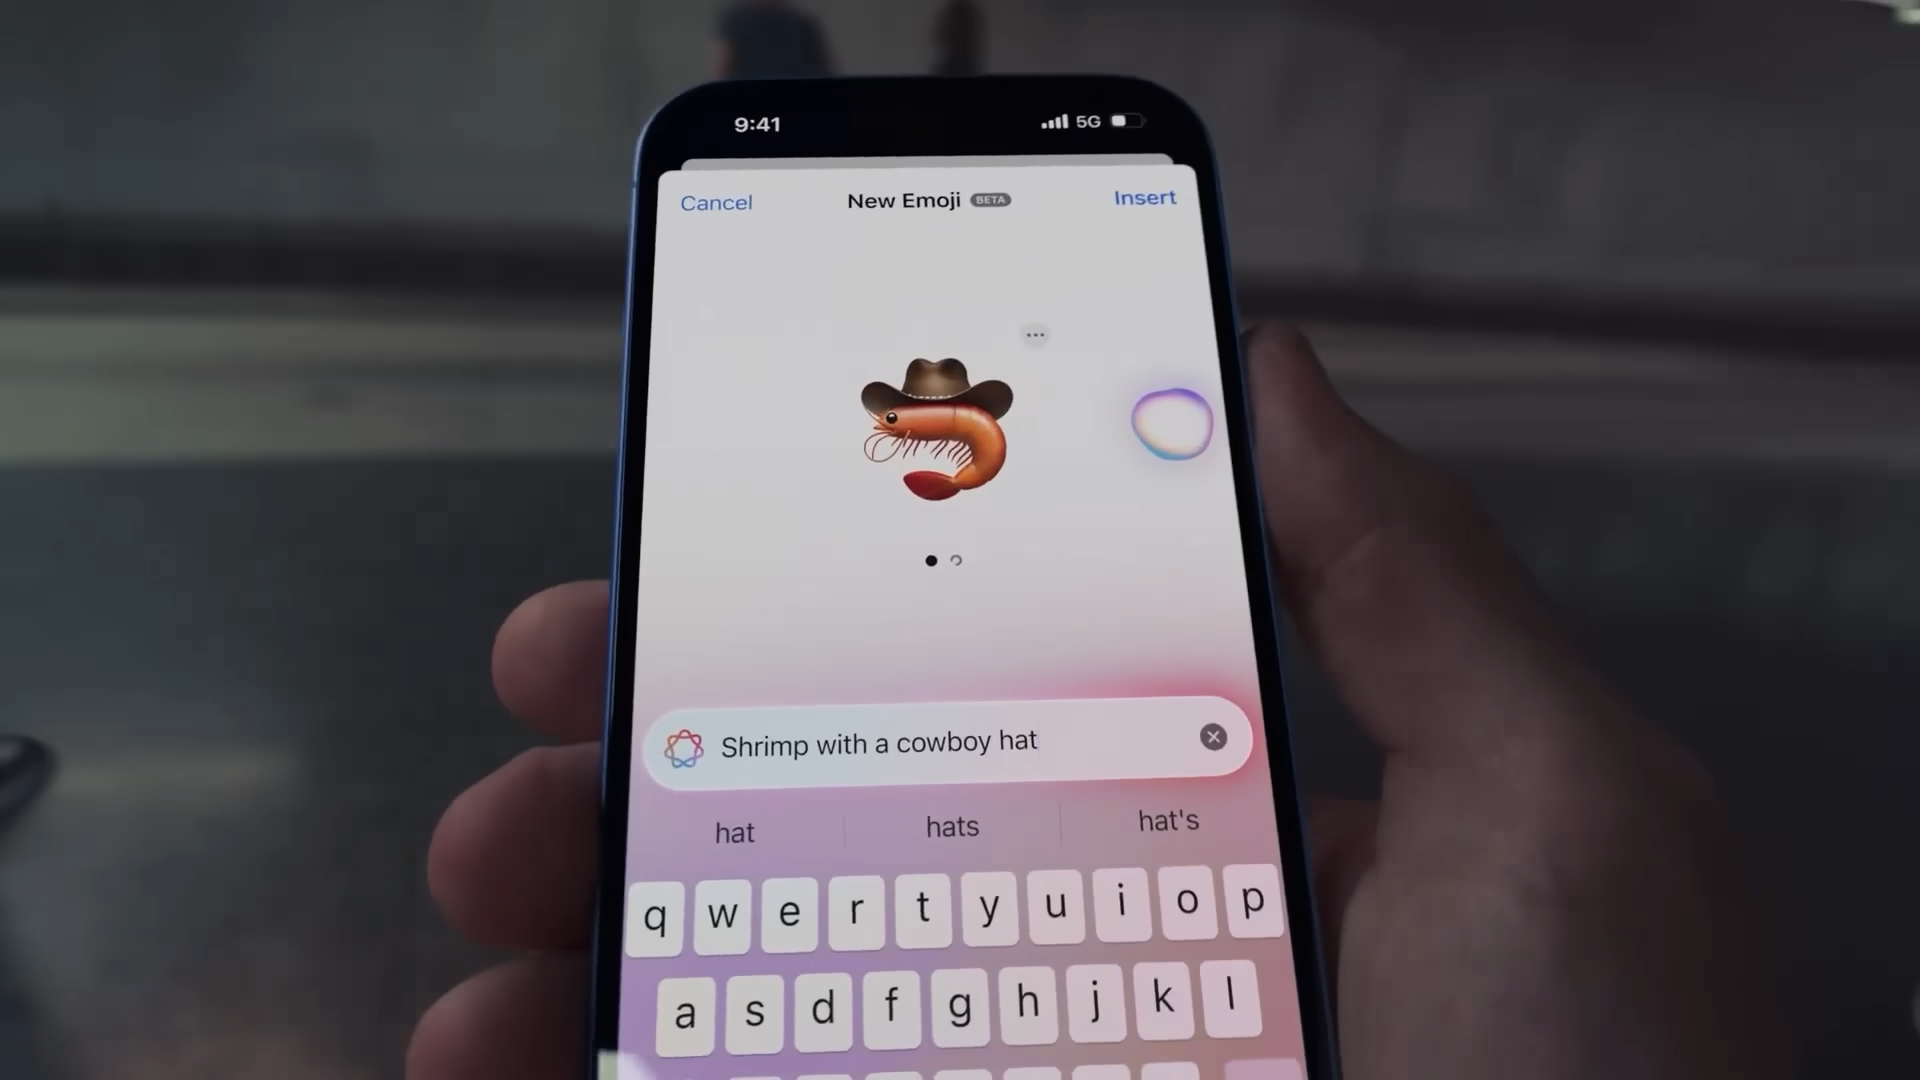 9:41 5G
Cancel New Emoji BETA Insert
Shrimp with a cowboy hat
hat hats hat's
q w e r t y u i o p
a s d f g h j k l